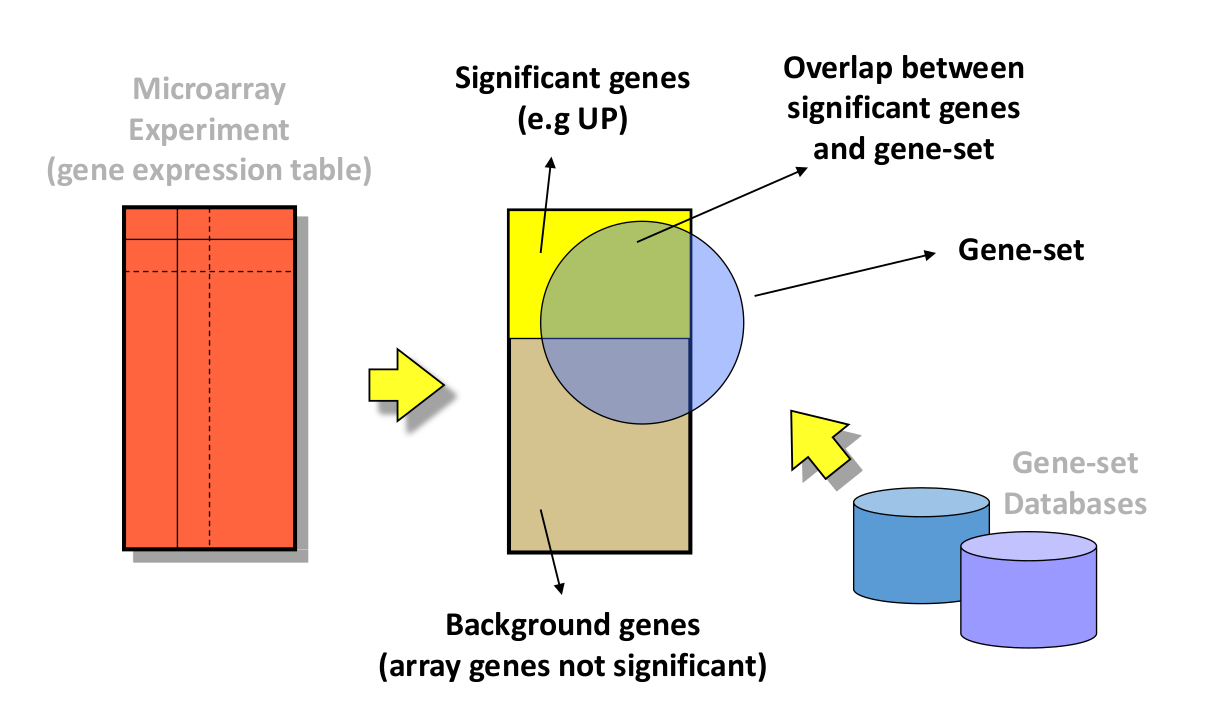 Microarray
Experiment
(gene expression table)
Significant genes
(e.g UP)
Overlap between
significant genes
and gene-set
Gene-set
Gene-set
Databases
Background genes
(array genes not significant)